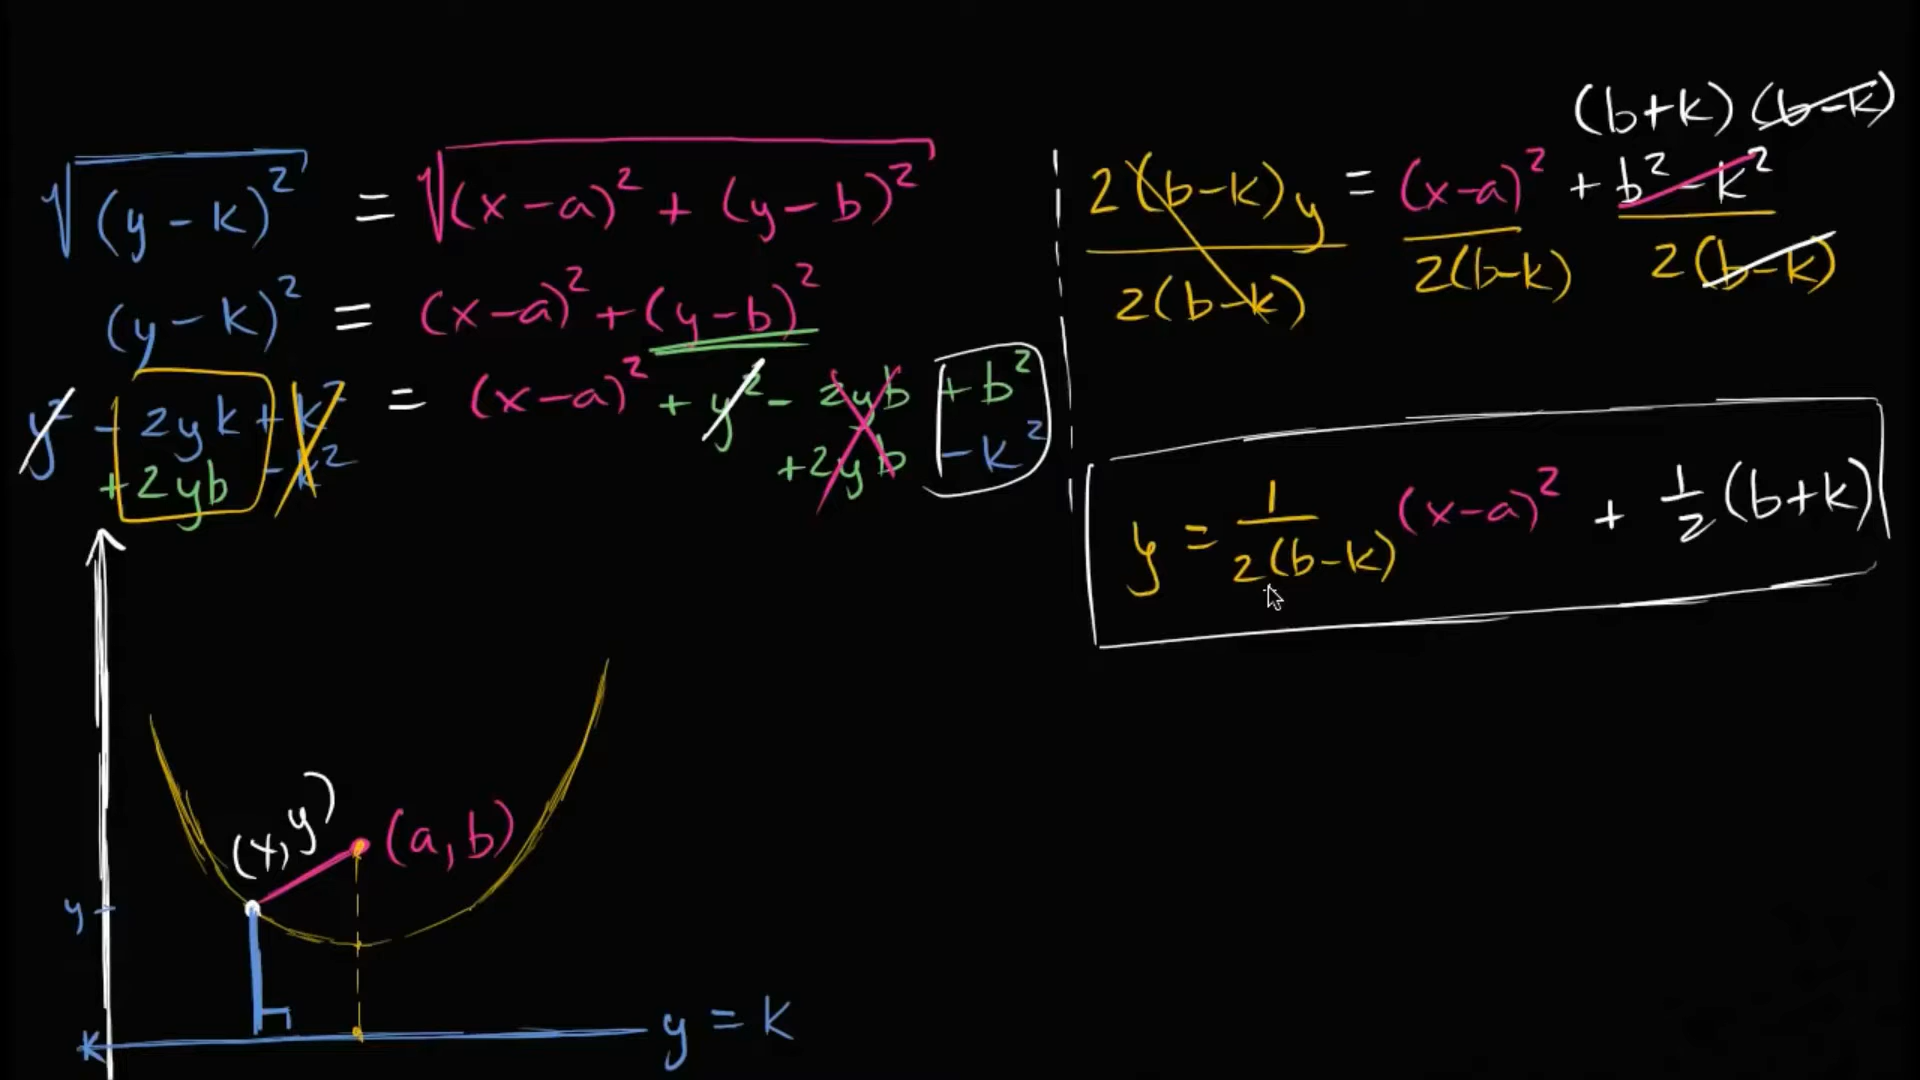 √(y-k)² = √(x-a)² + (y-b)²
(y-k)² = (x-a)² + (y-b)²
y² - 2yk + k² = (x-a)² + y² - 2yb + b²
+ 2yb - k² +2yb - k²
(b+k)(b-k)
2(b-k)y = (x-a)² + b² - k²
2(b-k) 2(b-k) 2(b-k)
y = 1/2(b-k) (x-a)² + 1/2 (b+k)
(x,y)
(a,b)
y
k
y = k